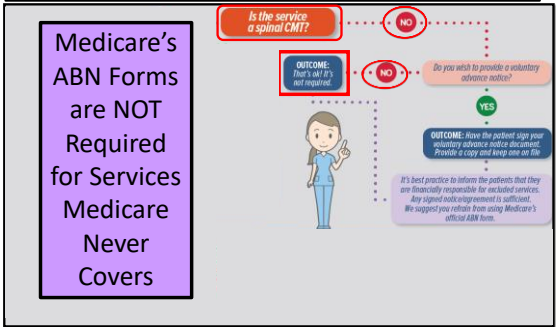 Medicare's
ABN Forms
are NOT
Required
for Services
Medicare
Never
Covers
Is the service
a spinal CMT?
NO
Do you wish to provide a voluntary
advance notice?
NO
OUTCOME:
That's ok! It's
not required.
YES
OUTCOME: Have the patient sign your
voluntary advance notice document.
Provide a copy and keep one on file
It's best practice to inform the patients that they
are financially responsible for excluded services.
Any signed notice/agreement is sufficient.
We suggest you refrain from using Medicare's
official ABN form.